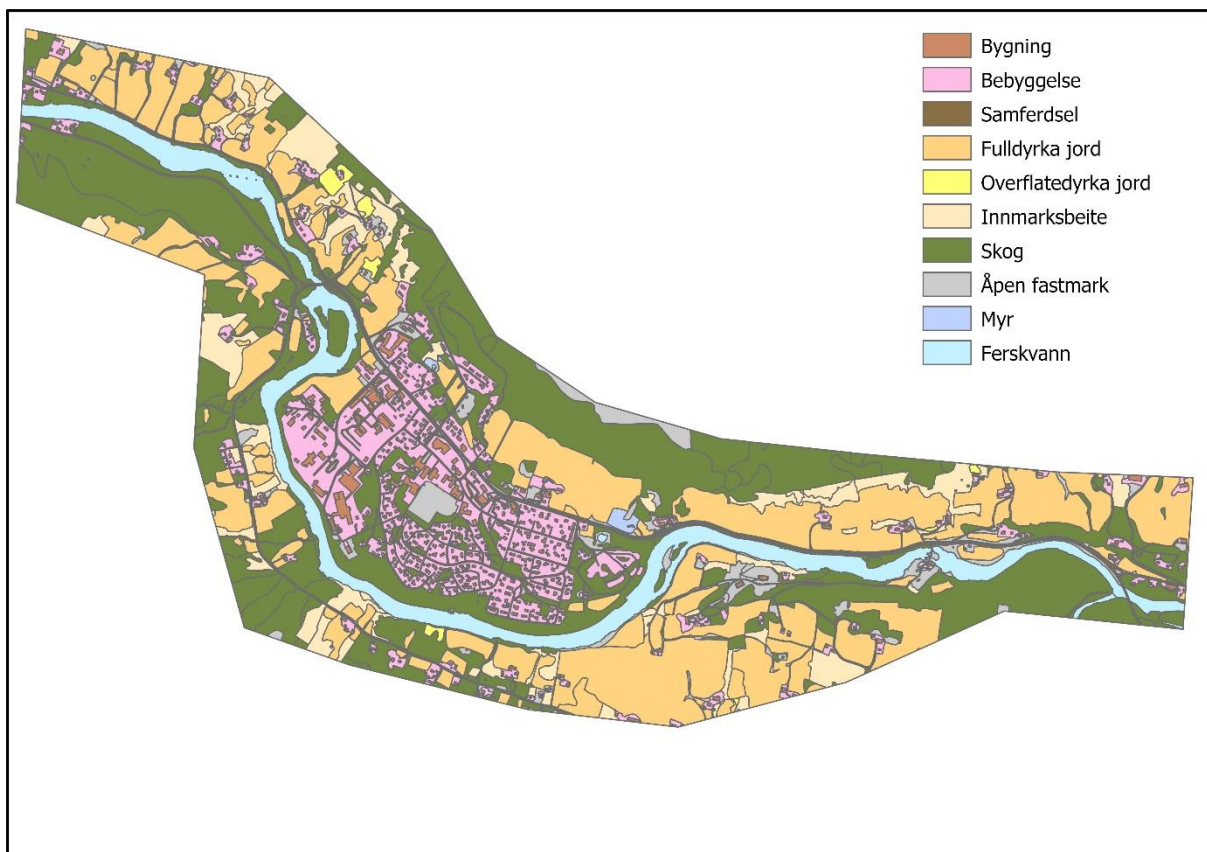 Bygning
Bebyggelse
Samferdsel
Fulldyrka jord
Overflatedyrka jord
Innmarksbeite
Skog
Åpen fastmark
Myr
Ferskvann